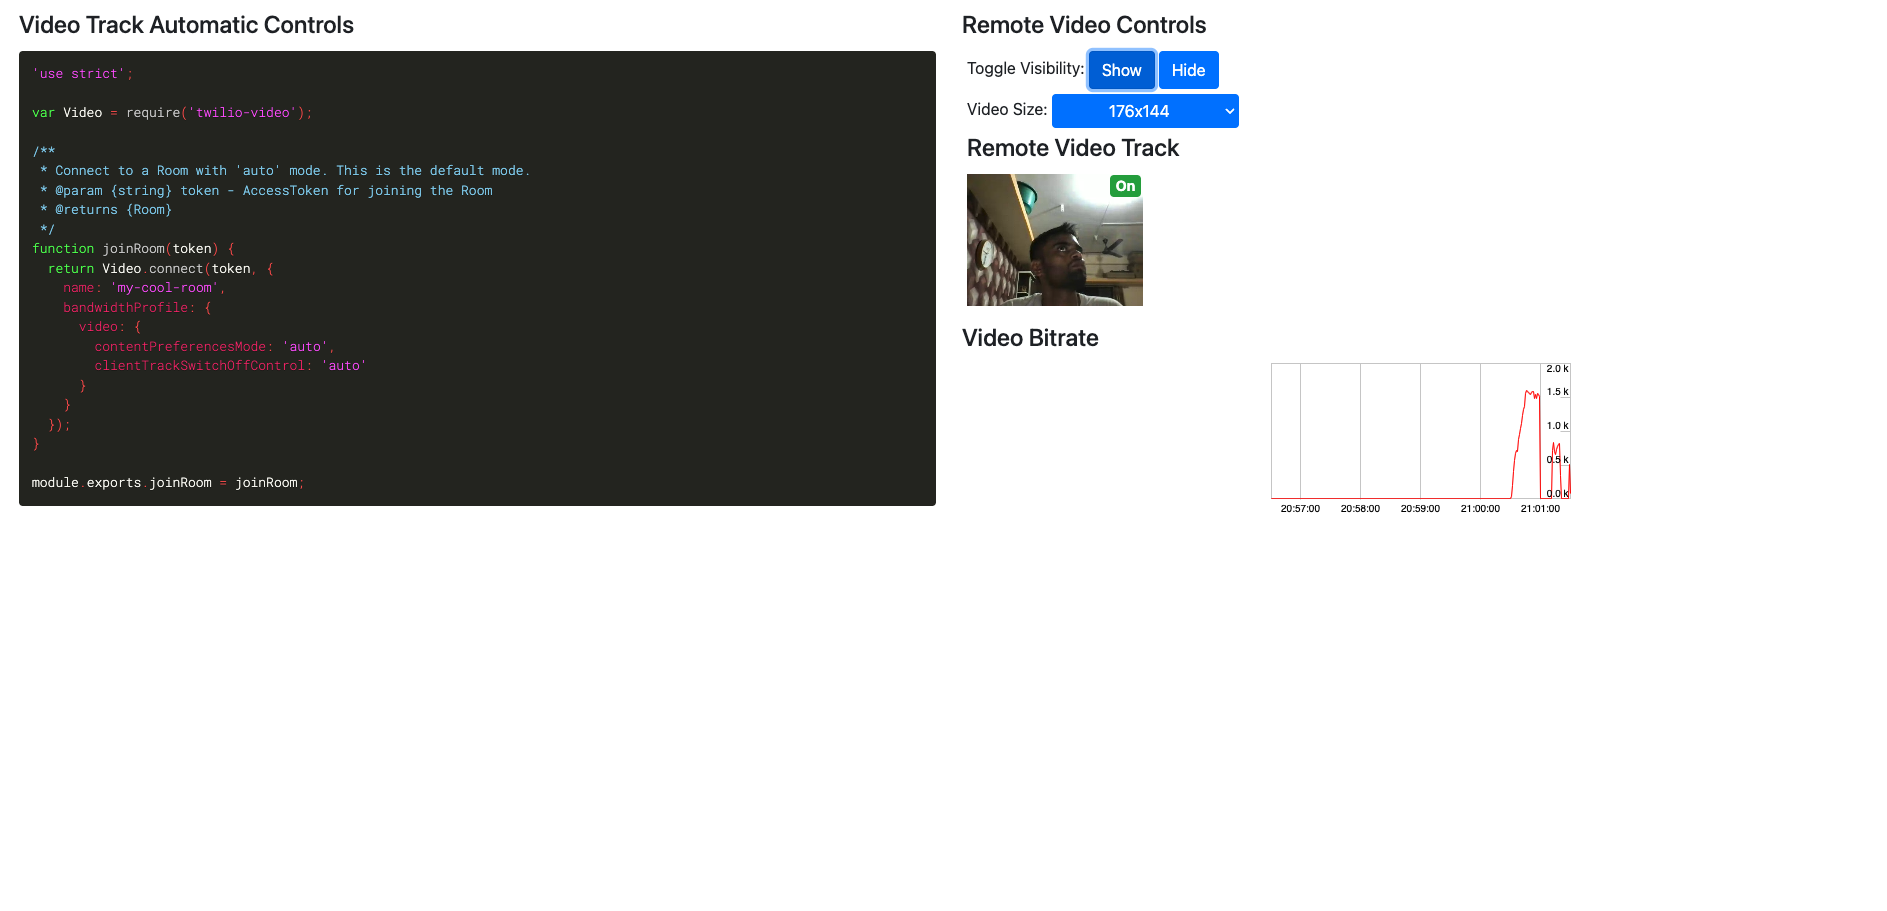 Video Track Automatic Controls
'use strict';
var Video = require('twilio-video');
/**
 * Connect to a Room with 'auto' mode. This is the default mode.
 * @param {string} token - AccessToken for joining the Room
 * @returns {Room}
 */
function joinRoom(token) {
  return Video.connect(token, {
    name: 'my-cool-room',
    bandwidthProfile: {
      video: {
        contentPreferencesMode: 'auto',
        clientTrackSwitchOffControl: 'auto'
      }
    }
  });
}
module.exports.joinRoom = joinRoom;
Remote Video Controls
Toggle Visibility: Show Hide
Video Size: 176x144
Remote Video Track
On
Video Bitrate
2.0 k
1.5 k
1.0 k
0.5 k
0.0 k
20:57:00 20:58:00 20:59:00 21:00:00 21:01:00